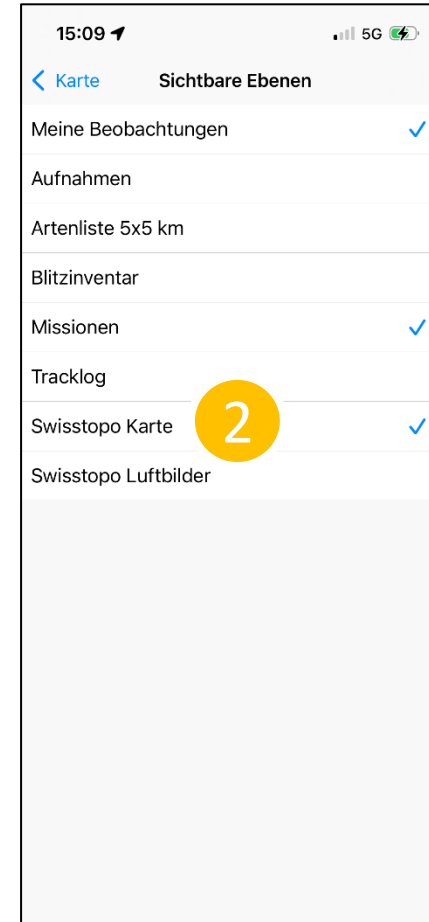 15:09 5G
Karte Sichtbare Ebenen
Meine Beobachtungen
Aufnahmen
Artenliste 5x5 km
Blitzinventar
Missionen
Tracklog
Swisstopo Karte 2
Swisstopo Luftbilder